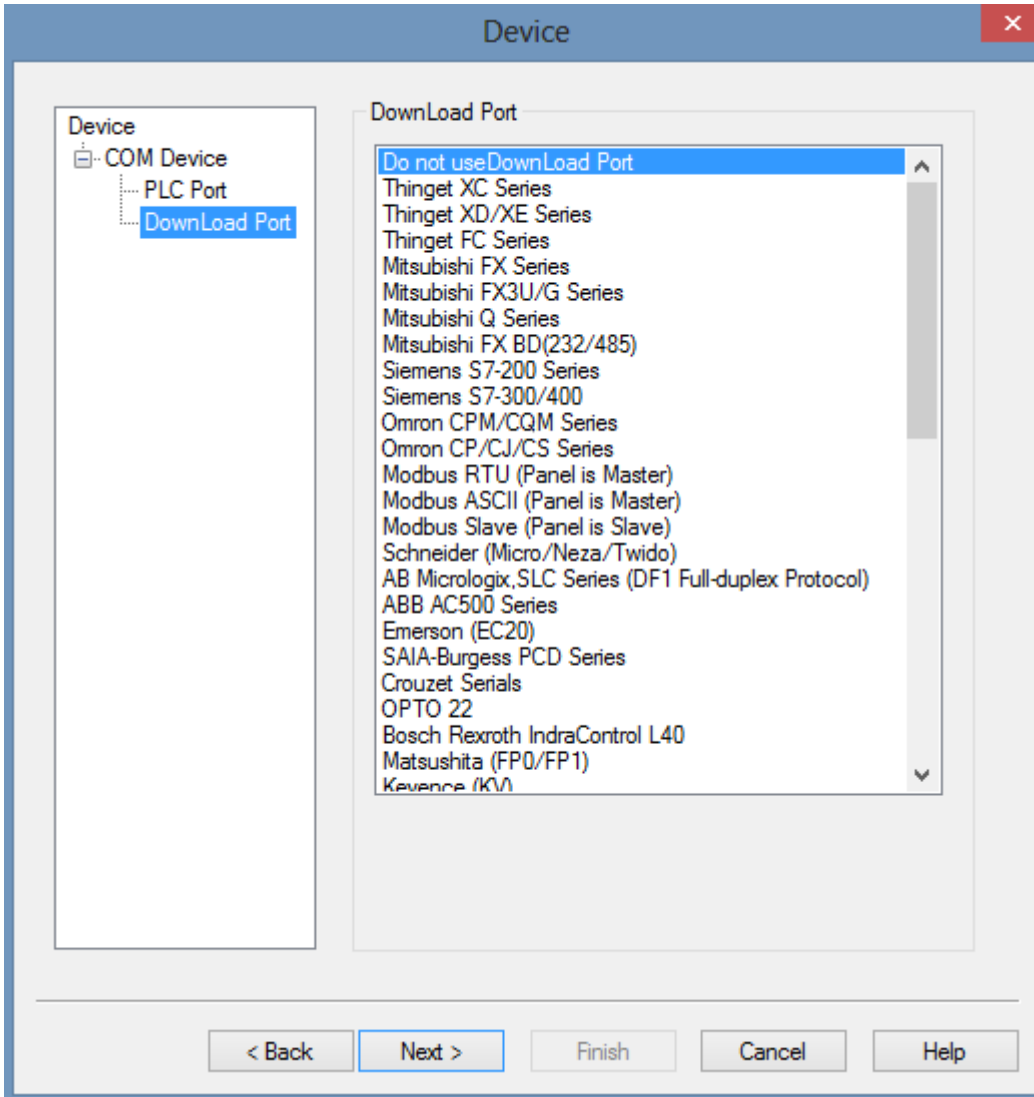 Device
Device
COM Device
PLC Port
DownLoad Port
DownLoad Port
Do not useDownLoad Port
Thinget XC Series
Thinget XD/XE Series
Thinget FC Series
Mitsubishi FX Series
Mitsubishi FX3U/G Series
Mitsubishi Q Series
Mitsubishi FX BD(232/485)
Siemens S7-200 Series
Siemens S7-300/400
Omron CPM/CQM Series
Omron CP/CJ/CS Series
Modbus RTU (Panel is Master)
Modbus ASCII (Panel is Master)
Modbus Slave (Panel is Slave)
Schneider (Micro/Neza/Twido)
AB Micrologix,SLC Series (DF1 Full-duplex Protocol)
ABB AC500 Series
Emerson (EC20)
SAIA-Burgess PCD Series
Crouzet Serials
OPTO 22
Bosch Rexroth IndraControl L40
Matsushita (FP0/FP1)
Keyence (KV)
< Back Next > Finish Cancel Help